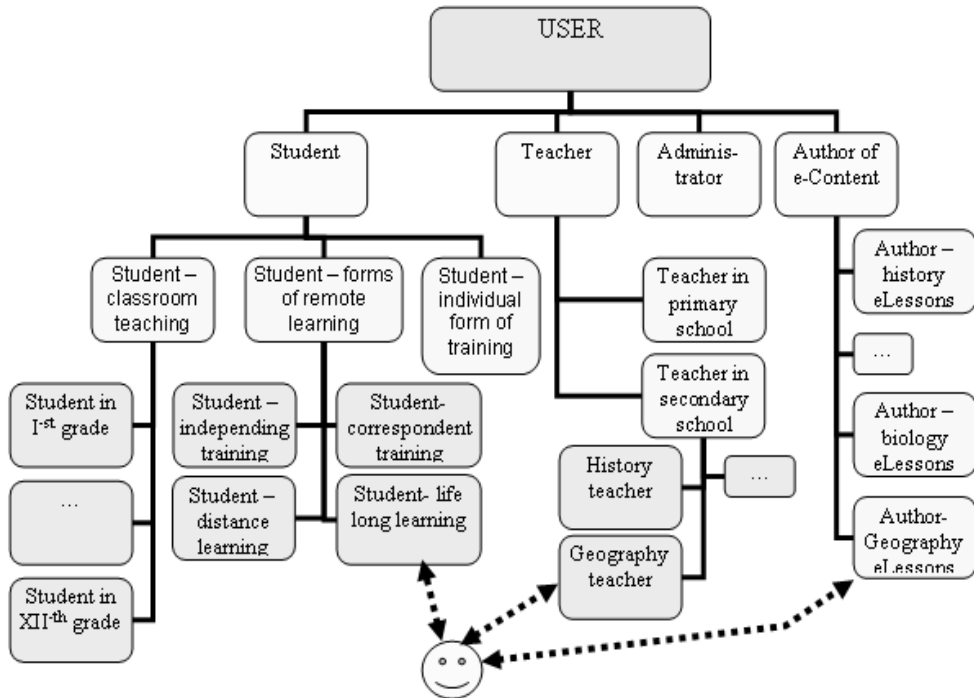 USER
Student
Teacher
Adminis-
trator
Author of
e-Content
Student –
classroom
teaching
Student – forms
of remote
learning
Student –
individual
form of
training
Teacher in
primary
school
Author –
history
eLessons
...
Student in
I-st grade
Student –
independing
training
Student-
correspondent
training
Teacher in
secondary
school
Author –
biology
eLessons
...
Student –
distance
learning
Student- life
long learning
History
teacher
...
Author-
Geography
eLessons
Geography
teacher
Student in
XII-th grade